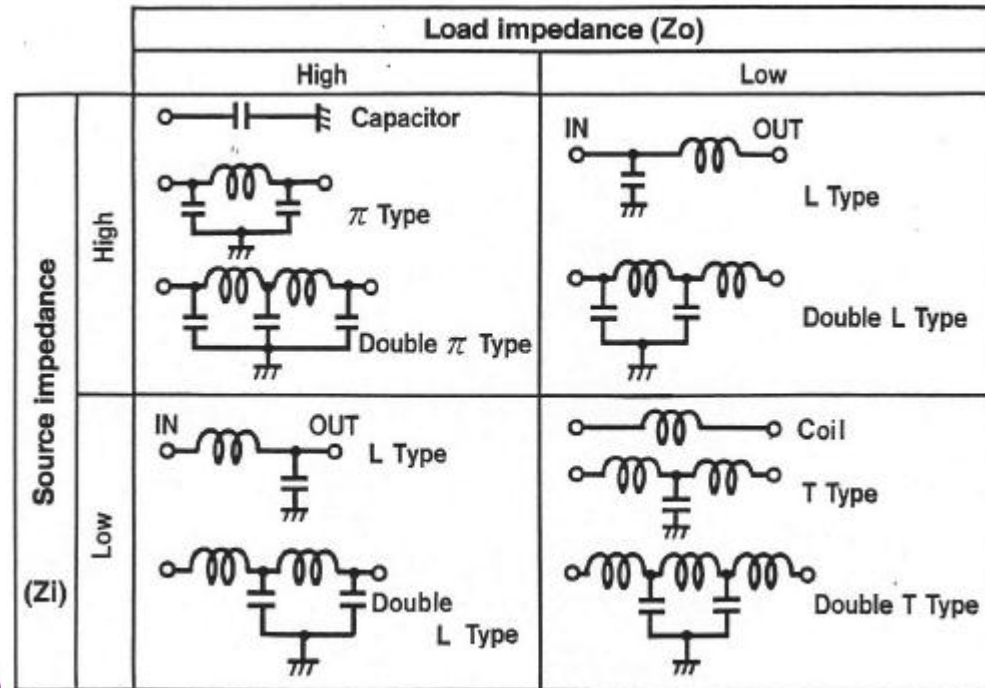 Load impedance (Zo)
High
Low
Source impedance
(Zi)
High
Capacitor
π Type
Double π Type
IN
OUT
L Type
Double L Type
Low
IN
OUT
L Type
Double
L Type
Coil
T Type
Double T Type